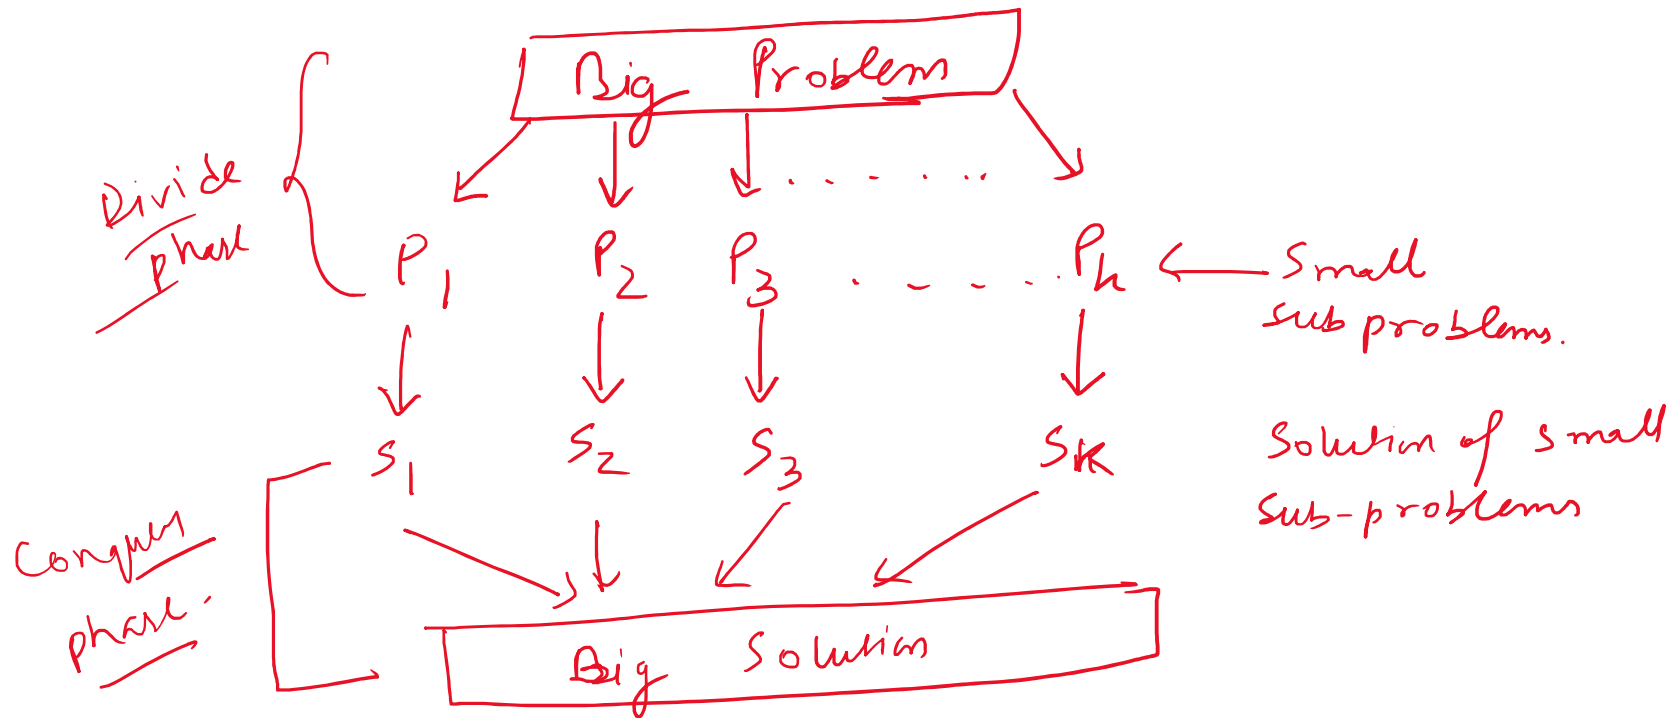 Big Problem
Divide
phase
P1 P2 P3 ..... Pk ← Small
sub problems.
S1 S2 S3 Sk
Solution of small
sub-problems
Conquer
phase.
Big Solution